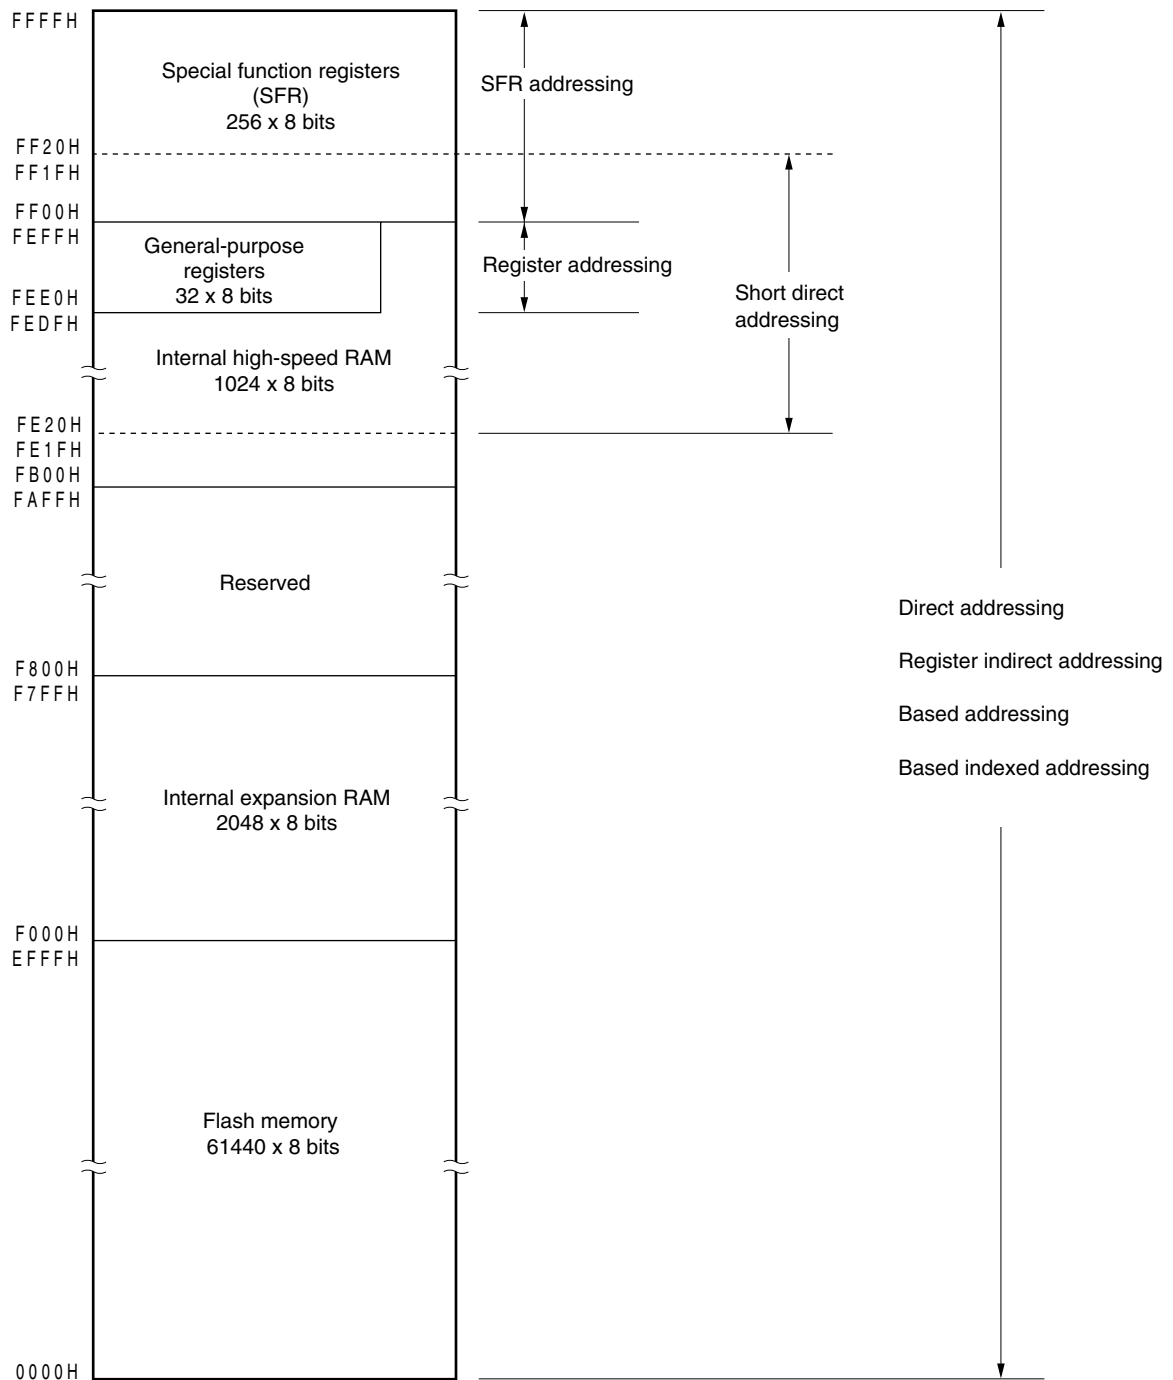 FFFFH
Special function registers
(SFR)
256 x 8 bits
SFR addressing
FF20H
FF1FH
FF00H
FEFFH
General-purpose
registers
32 x 8 bits
Register addressing
FEE0H
FEDFH
Short direct
addressing
Internal high-speed RAM
1024 x 8 bits
FE20H
FE1FH
FB00H
FAFFH
Reserved
Direct addressing
Register indirect addressing
Based addressing
Based indexed addressing
F800H
F7FFH
Internal expansion RAM
2048 x 8 bits
F000H
EFFFH
Flash memory
61440 x 8 bits
0000H